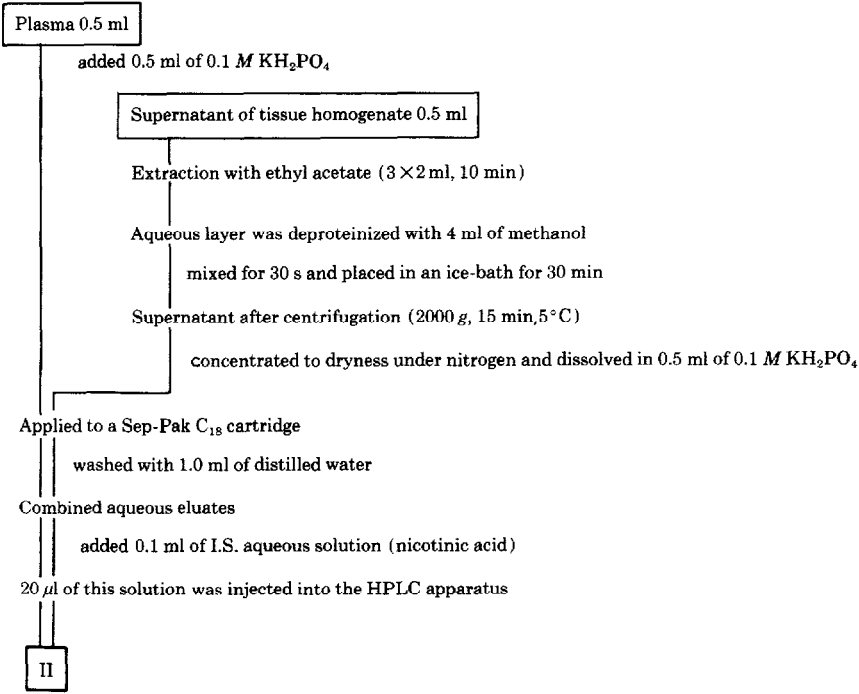 Plasma 0.5 ml
added 0.5 ml of 0.1 M KH₂PO₄
Supernatant of tissue homogenate 0.5 ml
Extraction with ethyl acetate (3×2 ml, 10 min)
Aqueous layer was deproteinized with 4 ml of methanol
mixed for 30 s and placed in an ice-bath for 30 min
Supernatant after centrifugation (2000 g, 15 min, 5°C)
concentrated to dryness under nitrogen and dissolved in 0.5 ml of 0.1 M KH₂PO₄
Applied to a Sep-Pak C₁₈ cartridge
washed with 1.0 ml of distilled water
Combined aqueous eluates
added 0.1 ml of I.S. aqueous solution (nicotinic acid)
20 μl of this solution was injected into the HPLC apparatus
II